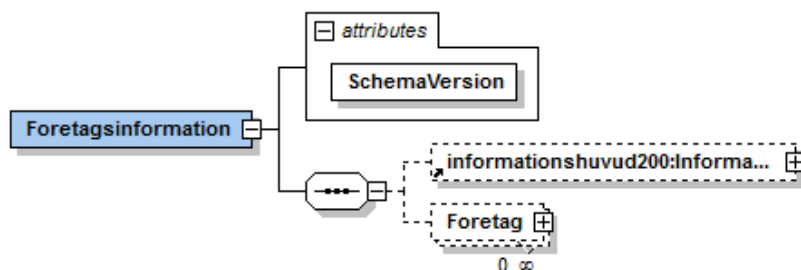 attributes
SchemaVersion
Foretagsinformation
informationshuvud200:Informa...
Foretag
0..∞